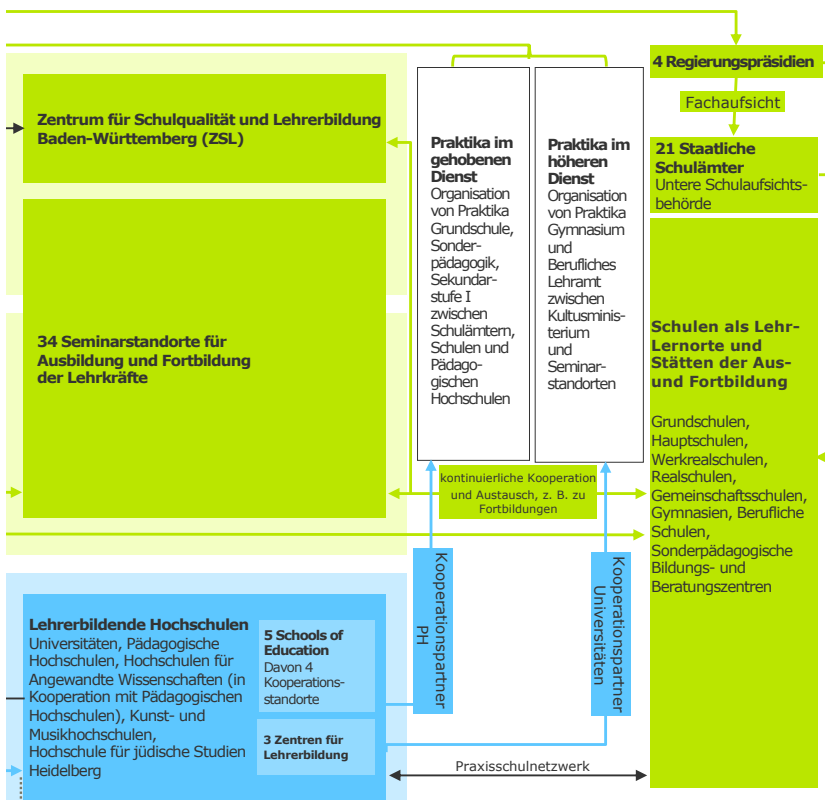 4 Regierungspräsidien
Fachaufsicht
21 Staatliche
Schulämter
Untere Schulaufsichts-
behörde
Zentrum für Schulqualität und Lehrerbildung
Baden-Württemberg (ZSL)
34 Seminarstandorte für
Ausbildung und Fortbildung
der Lehrkräfte
Praktika im
gehobenen
Dienst
Organisation
von Praktika
Grundschule,
Sonder-
pädagogik,
Sekundar-
stufe I
zwischen
Schulämtern,
Schulen und
Pädago-
gischen
Hochschulen
Praktika im
höheren
Dienst
Organisation
von Praktika
Gymnasium
und
Berufliches
Lehramt
zwischen
Kultusminis-
terium
und
Seminar-
standorten
Schulen als Lehr-
Lernorte und
Stätten der Aus-
und Fortbildung
Grundschulen,
Hauptschulen,
Werkrealschulen,
Realschulen,
Gemeinschaftsschulen,
Gymnasien, Berufliche
Schulen,
Sonderpädagogische
Bildungs- und
Beratungszentren
kontinuierliche Kooperation
und Austausch, z. B. zu
Fortbildungen
Kooperationspartner
PH
Kooperationspartner
Universitäten
Lehrerbildende Hochschulen
Universitäten, Pädagogische
Hochschulen, Hochschulen für
Angewandte Wissenschaften (in
Kooperation mit Pädagogischen
Hochschulen), Kunst- und
Musikhochschulen,
Hochschule für jüdische Studien
Heidelberg
5 Schools of
Education
Davon 4
Kooperations-
standorte
3 Zentren für
Lehrerbildung
Praxisschulnetzwerk